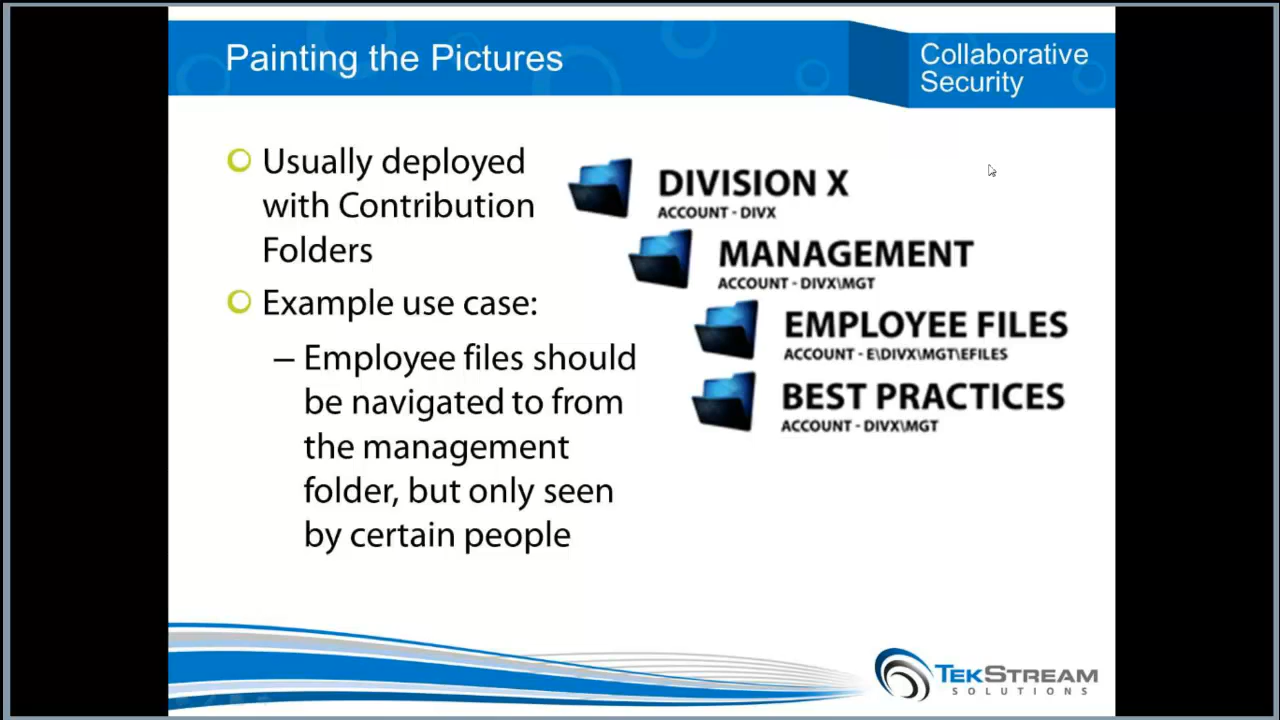 Painting the Pictures
Collaborative
Security
Usually deployed
with Contribution
Folders
Example use case:
– Employee files should
be navigated to from
the management
folder, but only seen
by certain people
DIVISION X
ACCOUNT - DIVX
MANAGEMENT
ACCOUNT - DIVX\MGT
EMPLOYEE FILES
ACCOUNT - E\DIVX\MGT\EFILES
BEST PRACTICES
ACCOUNT - DIVX\MGT
TEKSTREAM
SOLUTIONS